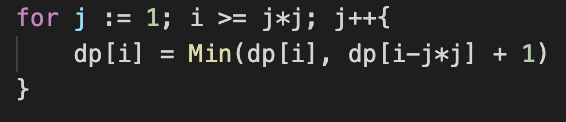 for j := 1; i >= j*j; j++{
    dp[i] = Min(dp[i], dp[i-j*j] + 1)
}